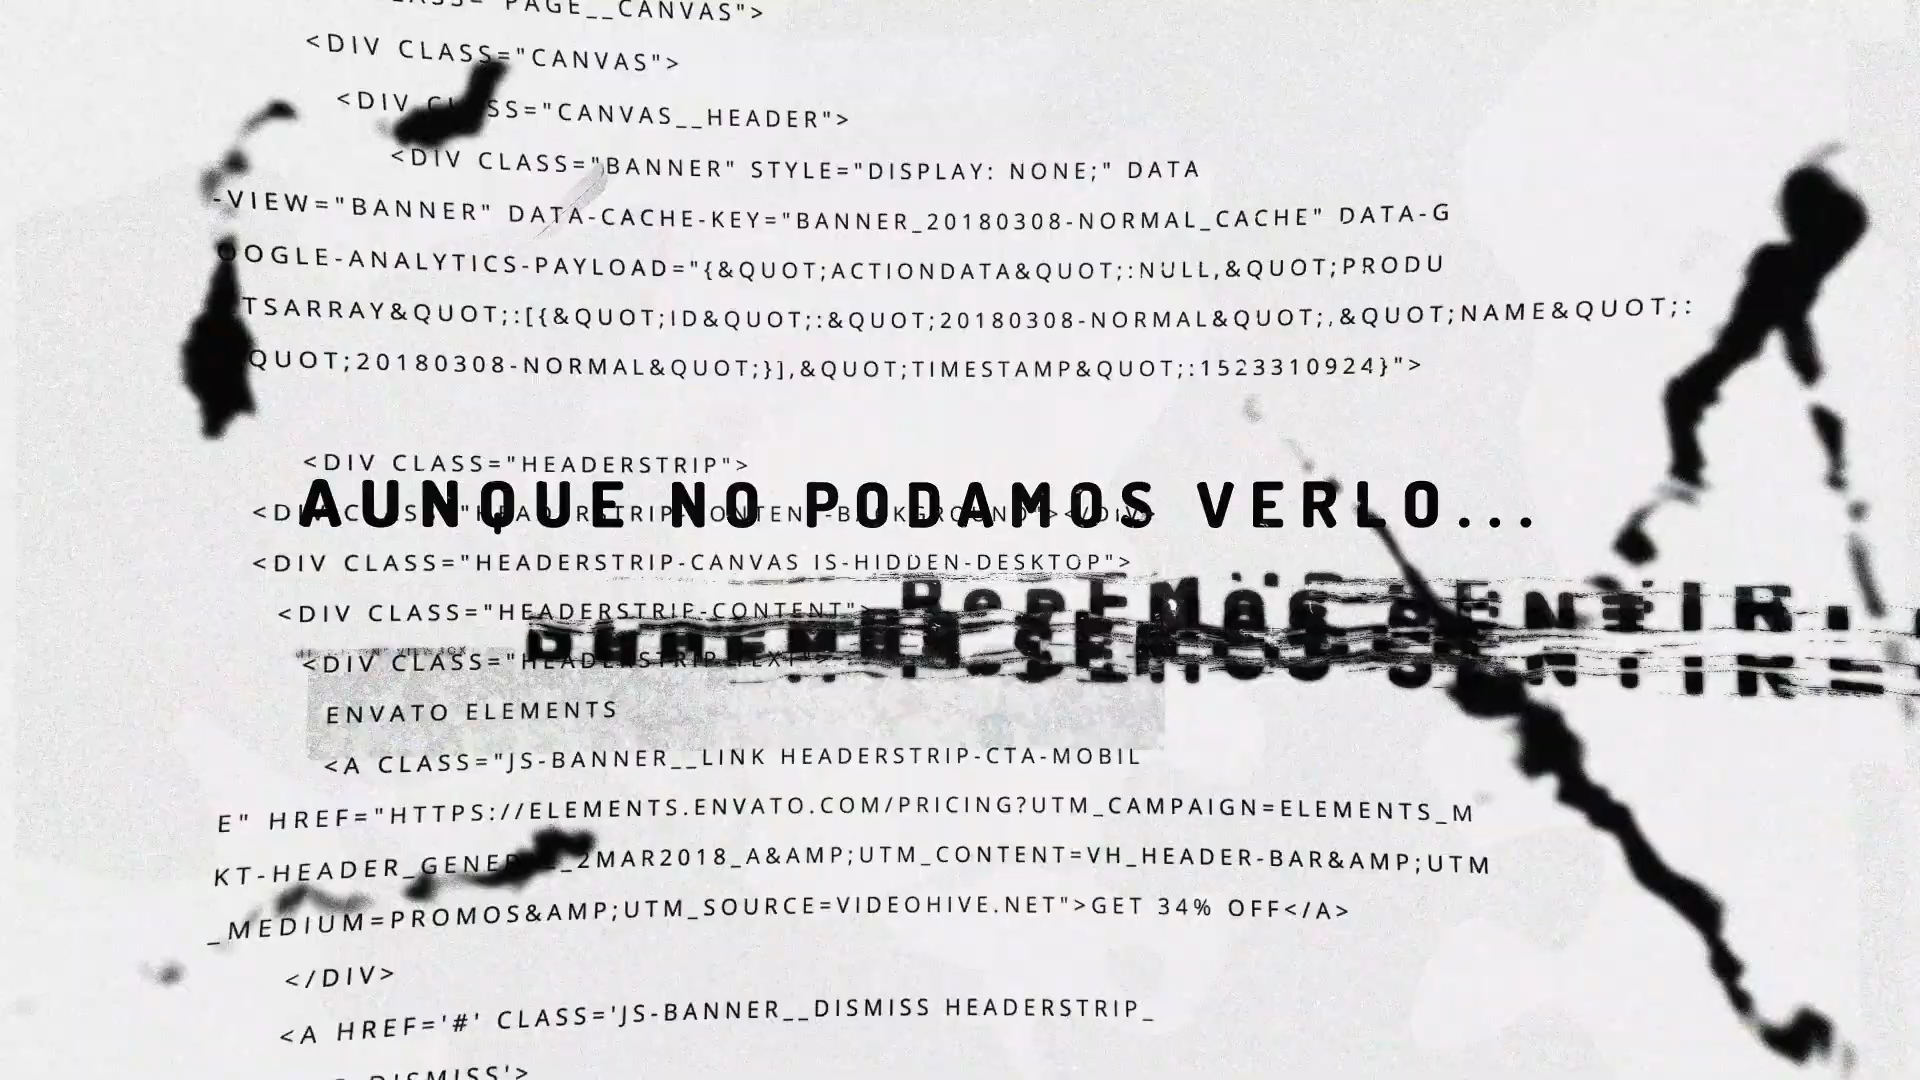 PAGE__CANVAS">
<DIV CLASS="CANVAS">
<DIV CLASS="CANVAS__HEADER">
<DIV CLASS="BANNER" STYLE="DISPLAY: NONE;" DATA
-VIEW="BANNER" DATA-CACHE-KEY="BANNER_20180308-NORMAL_CACHE" DATA-G
OOGLE-ANALYTICS-PAYLOAD="{&QUOT;ACTIONDATA&QUOT;:NULL,&QUOT;PRODU
TSARRAY&QUOT;:[{&QUOT;ID&QUOT;:&QUOT;20180308-NORMAL&QUOT;,&QUOT;NAME&QUOT;:
QUOT;20180308-NORMAL&QUOT;}],&QUOT;TIMESTAMP&QUOT;:1523310924}">
<DIV CLASS="HEADERSTRIP">
AUNQUE NO PODAMOS VERLO...
<DIV CLASS="HEADERSTRIP-CANVAS IS-HIDDEN-DESKTOP">
<DIV CLASS="HEADERSTRIP-CONTENT">
PODEMOS SENTIR
<DIV CLASS="HEADERSTRIP-TEXT">
ENVATO ELEMENTS
<A CLASS="JS-BANNER__LINK HEADERSTRIP-CTA-MOBIL
E" HREF="HTTPS://ELEMENTS.ENVATO.COM/PRICING?UTM_CAMPAIGN=ELEMENTS_M
KT-HEADER_GENE _2MAR2018_A&AMP;UTM_CONTENT=VH_HEADER-BAR&AMP;UTM
_MEDIUM=PROMOS&AMP;UTM_SOURCE=VIDEOHIVE.NET">GET 34% OFF</A>
</DIV>
<A HREF='#' CLASS='JS-BANNER__DISMISS HEADERSTRIP_
DISMISS'>